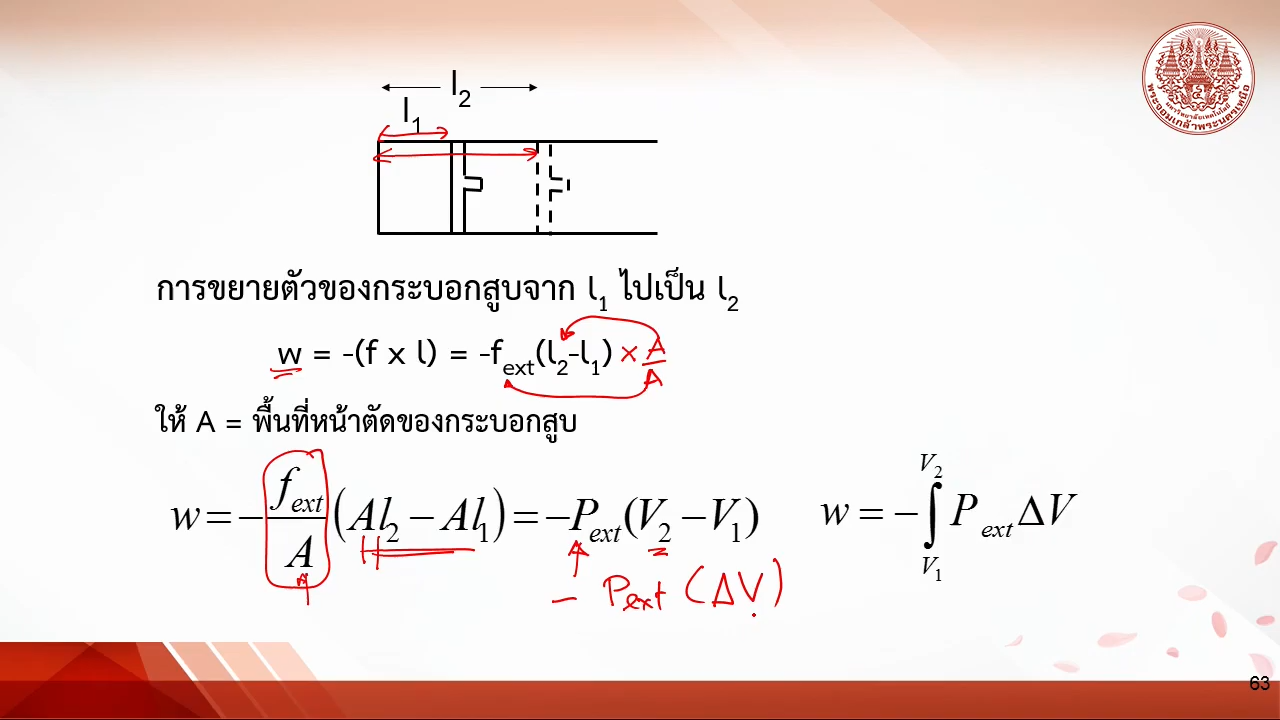 l2
l1
การขยายตัวของกระบอกสูบจาก l1 ไปเป็น l2
w = -(f x l) = -fext(l2-l1) × A/A
ให้ A = พื้นที่หน้าตัดของกระบอกสูบ
w = - fext/A (Al2 - Al1) = -Pext(V2 - V1)
w = - ∫V1V2 Pext ΔV
- Pext (ΔV)
63